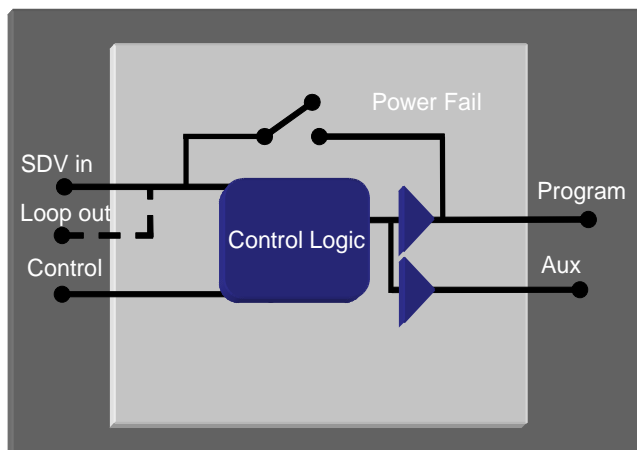 Power Fail
SDV in
Loop out
Control
Control Logic
Program
Aux